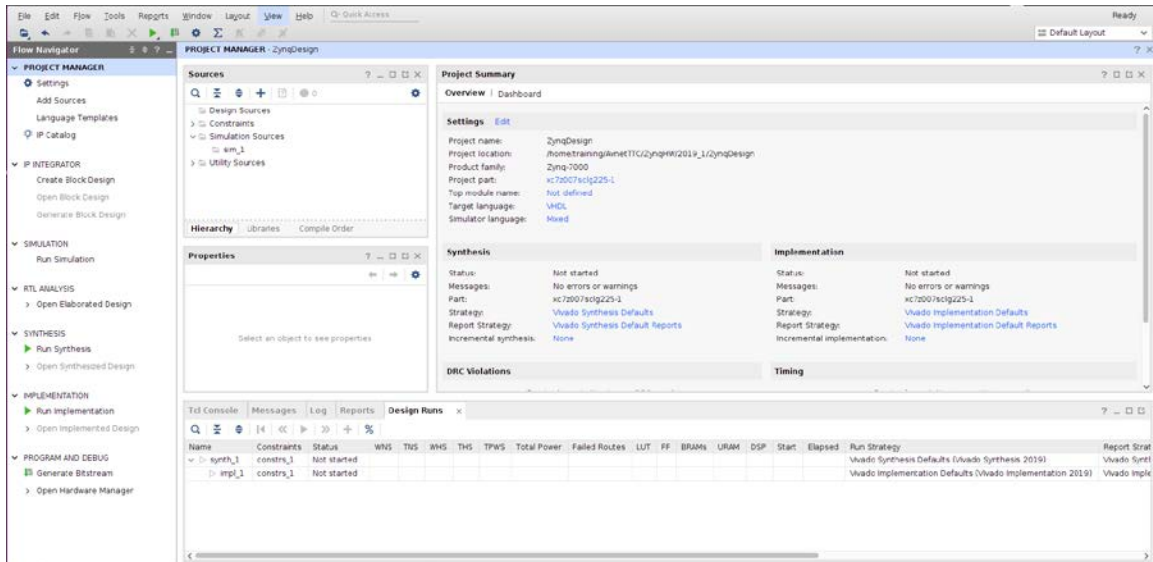 File Edit Flow Tools Reports Window Layout View Help Quick Access Ready
Default Layout
Flow Navigator
PROJECT MANAGER
Settings
Add Sources
Language Templates
IP Catalog
IP INTEGRATOR
Create Block Design
Open Block Design
Generate Block Design
SIMULATION
Run Simulation
RTL ANALYSIS
Open Elaborated Design
SYNTHESIS
Run Synthesis
Open Synthesized Design
IMPLEMENTATION
Run Implementation
Open Implemented Design
PROGRAM AND DEBUG
Generate Bitstream
Open Hardware Manager
PROJECT MANAGER - ZynqDesign
Sources
0
Design Sources
Constraints
Simulation Sources
sim_1
Utility Sources
Hierarchy Libraries Compile Order
Properties
Select an object to see properties
Project Summary
Overview | Dashboard
Settings Edit
Project name: ZynqDesign
Project location: /home/training/AvnetTTC/ZynqHW/2019_1/ZynqDesign
Product family: Zynq-7000
Project part: xc7z007sclg225-1
Top module name: Not defined
Target language: VHDL
Simulator language: Mixed
Synthesis
Status: Not started
Messages: No errors or warnings
Part: xc7z007sclg225-1
Strategy: Vivado Synthesis Defaults
Report Strategy: Vivado Synthesis Default Reports
Incremental synthesis: None
Implementation
Status: Not started
Messages: No errors or warnings
Part: xc7z007sclg225-1
Strategy: Vivado Implementation Defaults
Report Strategy: Vivado Implementation Default Reports
Incremental implementation: None
DRC Violations
Timing
Tcl Console Messages Log Reports Design Runs
Name Constraints Status WNS TNS WHS THS TPWS Total Power Failed Routes LUT FF BRAMs URAM DSP Start Elapsed Run Strategy Report Strat
synth_1 constrs_1 Not started Vivado Synthesis Defaults (Vivado Synthesis 2019) Vivado Synt
impl_1 constrs_1 Not started Vivado Implementation Defaults (Vivado Implementation 2019) Vivado Imple